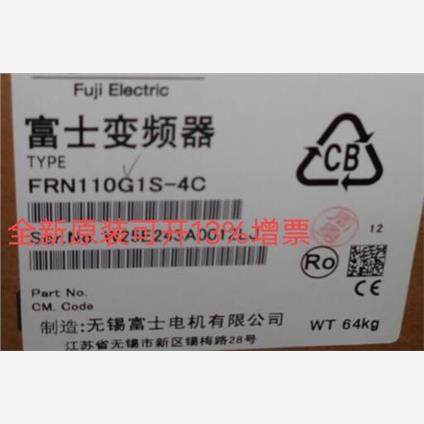 Fuji Electric
富士变频器
TYPE
FRN110G1S-4C
CB
全新原装可开13%增票
Ser.No.
12
Ro
Part No.
CM. Code
CE
制造:无锡富士电机有限公司
WT 64kg
江苏省无锡市新区锡梅路28号